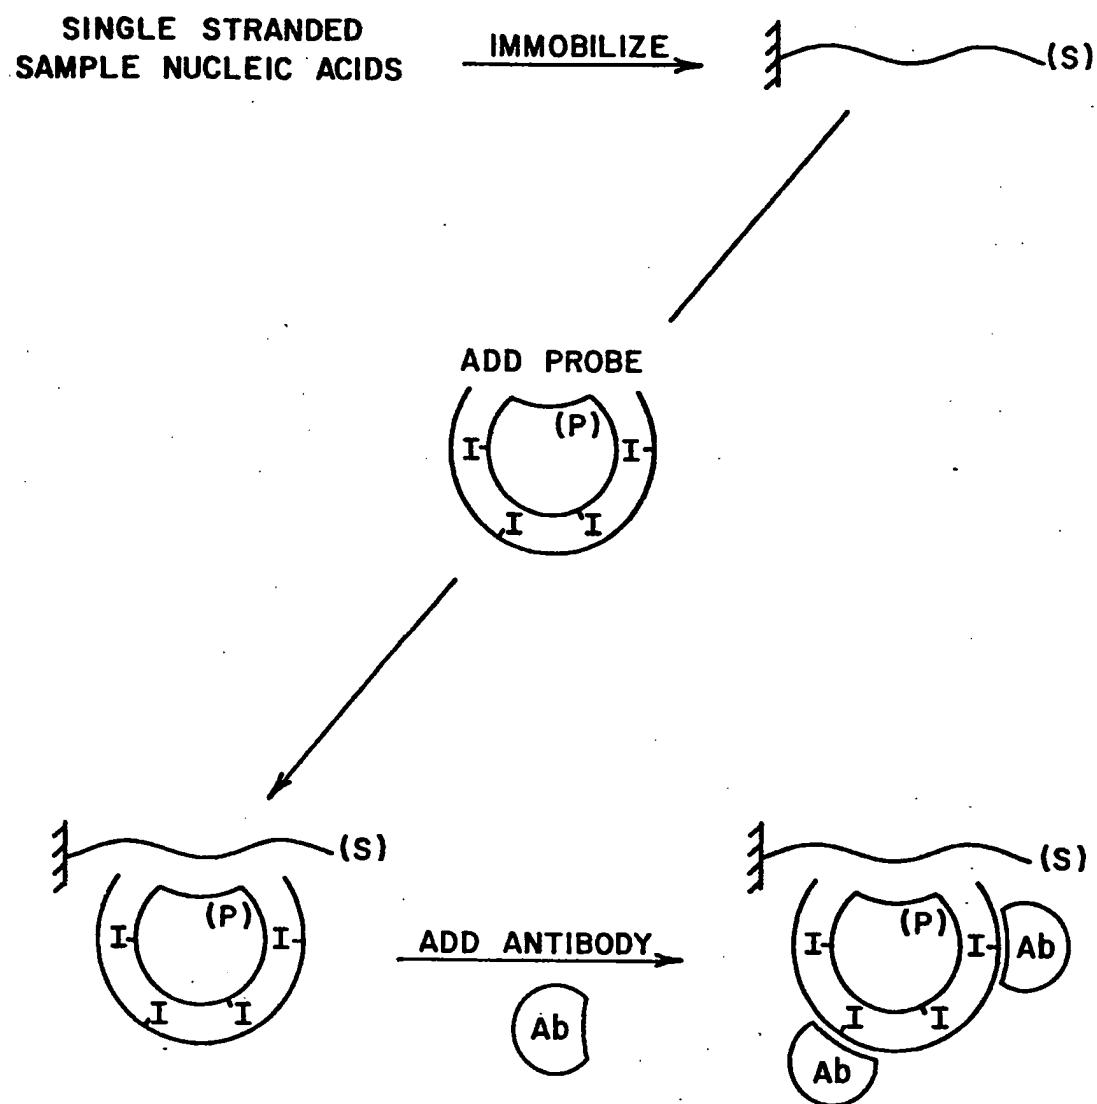 SINGLE STRANDED
SAMPLE NUCLEIC ACIDS
IMMOBILIZE
(S)
ADD PROBE
(P)
I
I
I
I
(S)
(P)
I
I
I
I
ADD ANTIBODY
Ab
(S)
(P)
I
I
Ab
I
I
Ab